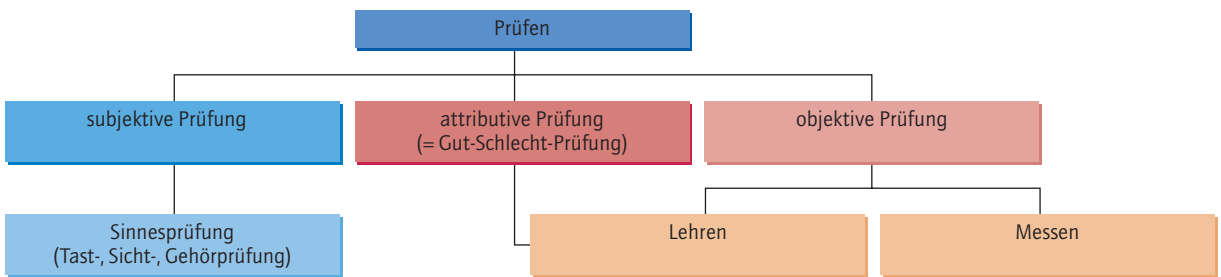 Prüfen
subjektive Prüfung
attributive Prüfung
(= Gut-Schlecht-Prüfung)
objektive Prüfung
Sinnesprüfung
(Tast-, Sicht-, Gehörprüfung)
Lehren
Messen